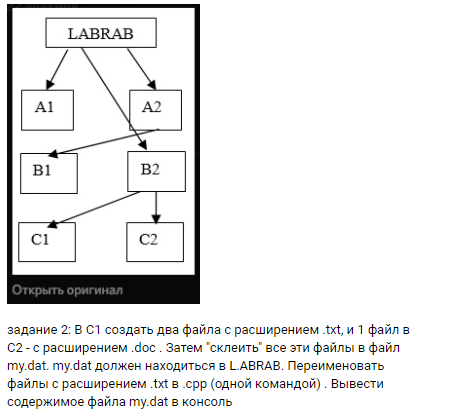 LABRAB
A1 A2
B1 B2
C1 C2
Открыть оригинал
задание 2: В С1 создать два файла с расширением .txt, и 1 файл в
С2 - с расширением .doc . Затем "склеить" все эти файлы в файл
my.dat. my.dat должен находиться в L.ABRAB. Переименовать
файлы с расширением .txt в .cpp (одной командой) . Вывести
содержимое файла my.dat в консоль